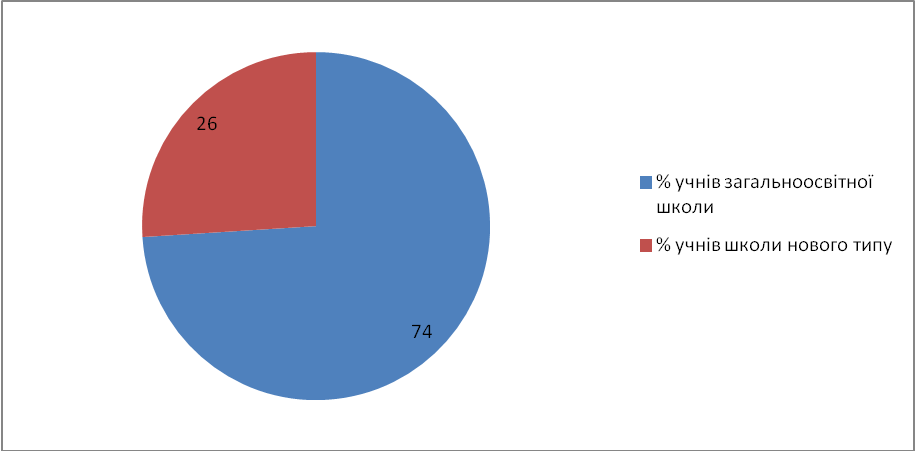 26
74
% учнів загальноосвітної
школи
% учнів школи нового типу